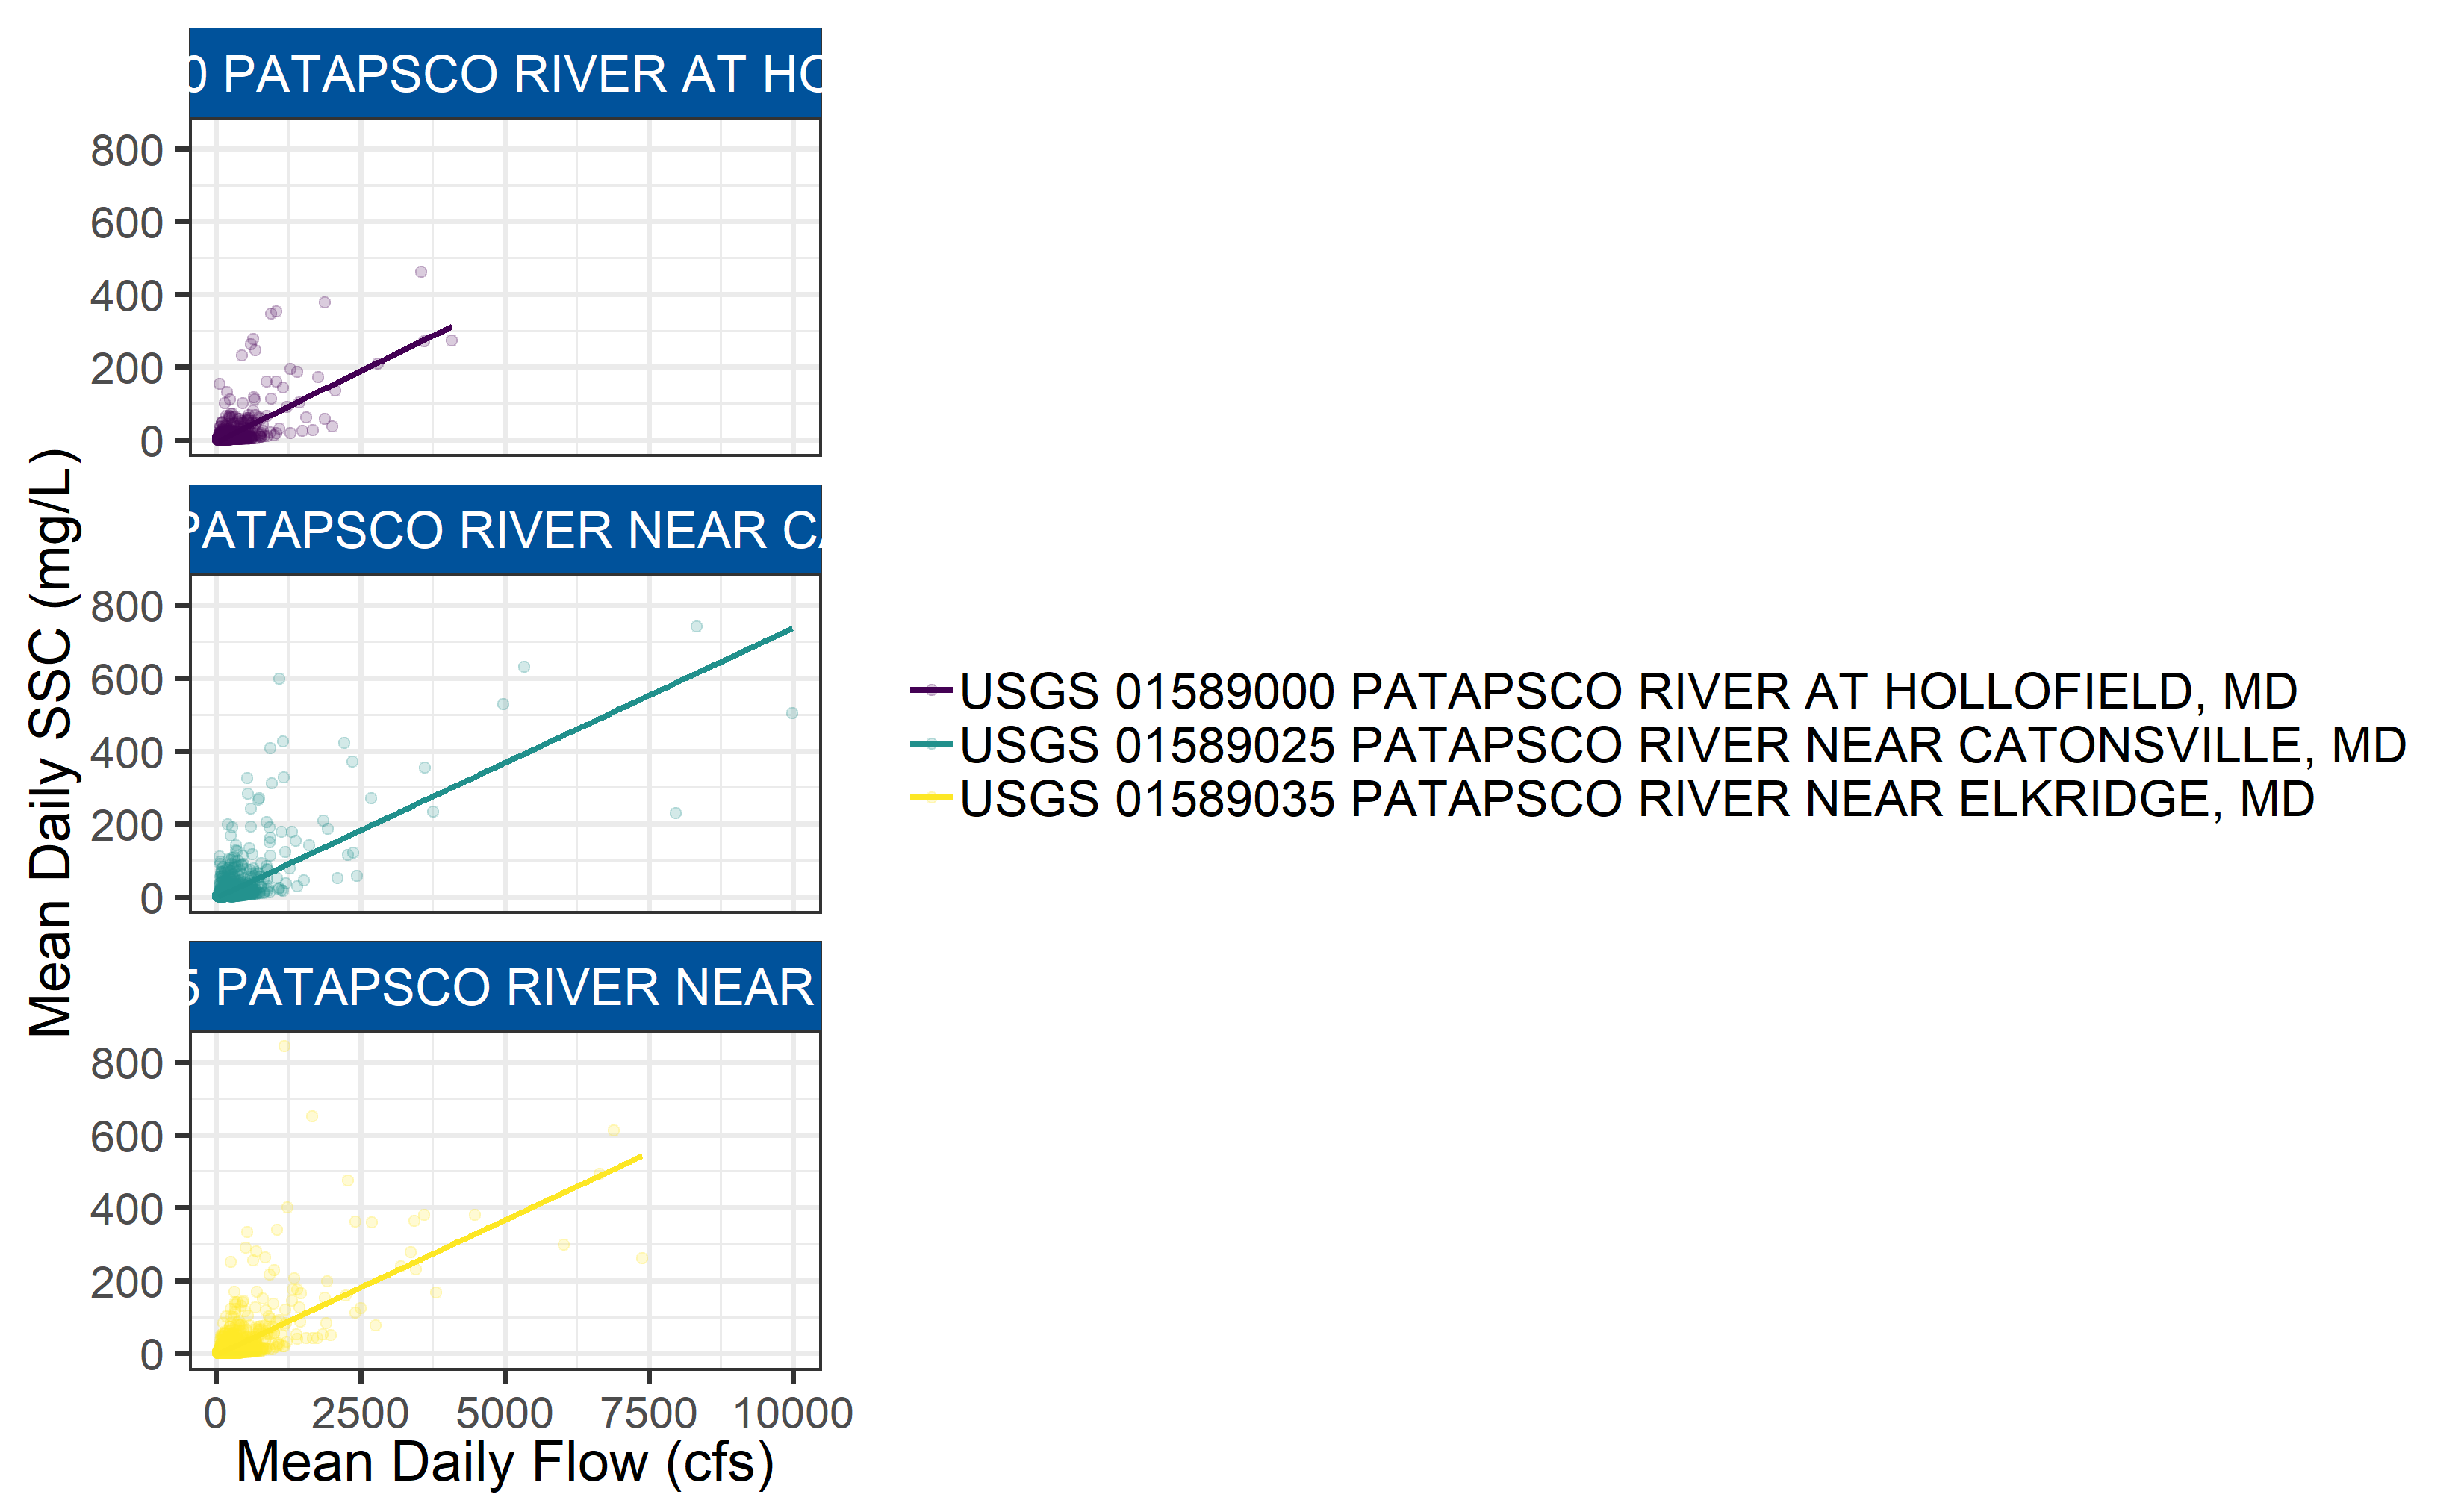 0 PATAPSCO RIVER AT HO
800
600
400
200
0
PATAPSCO RIVER NEAR CA
800
600
400
200
0
5 PATAPSCO RIVER NEAR
800
600
400
200
0
0 2500 5000 7500 10000
Mean Daily Flow (cfs)
Mean Daily SSC (mg/L)
USGS 01589000 PATAPSCO RIVER AT HOLLOFIELD, MD
USGS 01589025 PATAPSCO RIVER NEAR CATONSVILLE, MD
USGS 01589035 PATAPSCO RIVER NEAR ELKRIDGE, MD